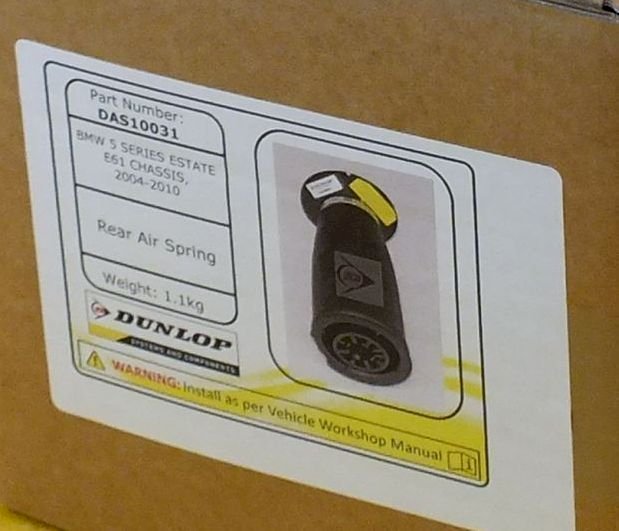 Part Number:
DAS10031
BMW 5 SERIES ESTATE
E61 CHASSIS,
2004-2010
Rear Air Spring
Weight: 1.1kg
DUNLOP
SYSTEMS AND COMPONENTS
WARNING: Install as per Vehicle Workshop Manual